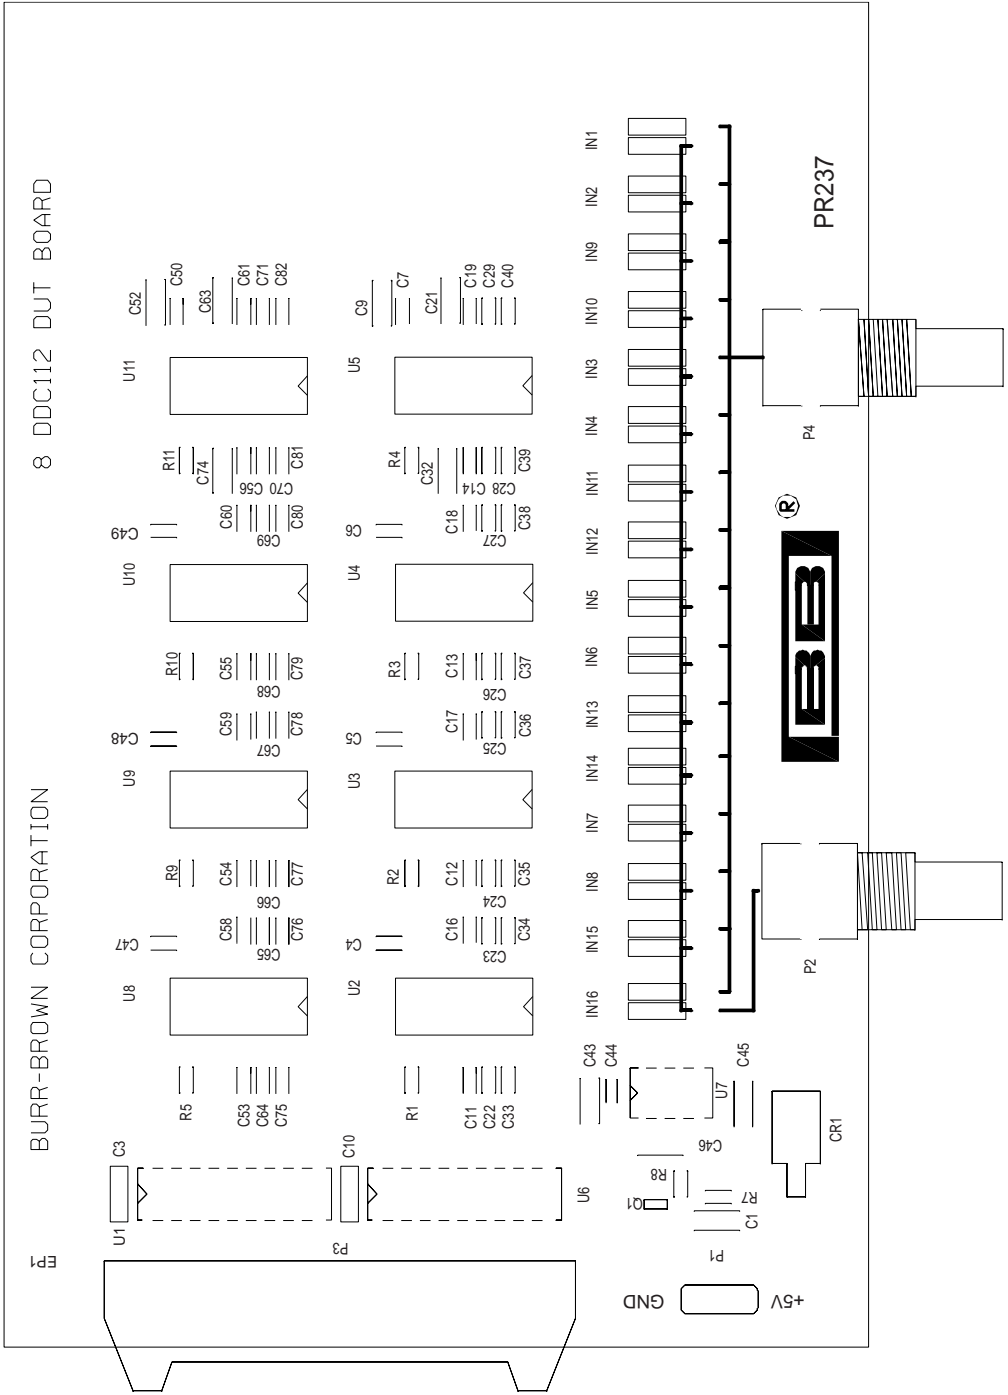 8 DDC112 DUT BOARD
BURR-BROWN CORPORATION
PR237
IN1
IN2
IN9
IN10
IN3
IN4
IN11
IN12
IN5
IN6
IN13
IN14
IN7
IN8
IN15
IN16
C52
C50
C63
C61
C71
C82
C9
C7
C21
C19
C29
C40
U11
U5
R11
C74
C56
C70
C81
R4
C32
C14
C28
C39
C49
C60
C69
C80
C6
C18
C27
C38
U10
U4
R10
C55
C68
C79
R3
C13
C26
C37
C48
C59
C67
C78
C5
C17
C25
C36
U9
U3
R9
C54
C66
C77
R2
C12
C24
C35
C47
C58
C65
C76
C4
C16
C23
C34
U8
U2
R5
C53
C64
C75
R1
C11
C22
C33
C43
C44
U7
C45
C3
U1
C10
U6
C46
R8
Q1
R7
C1
CR1
P4
®
BB
P2
EP1
P3
P1
GND
+5V